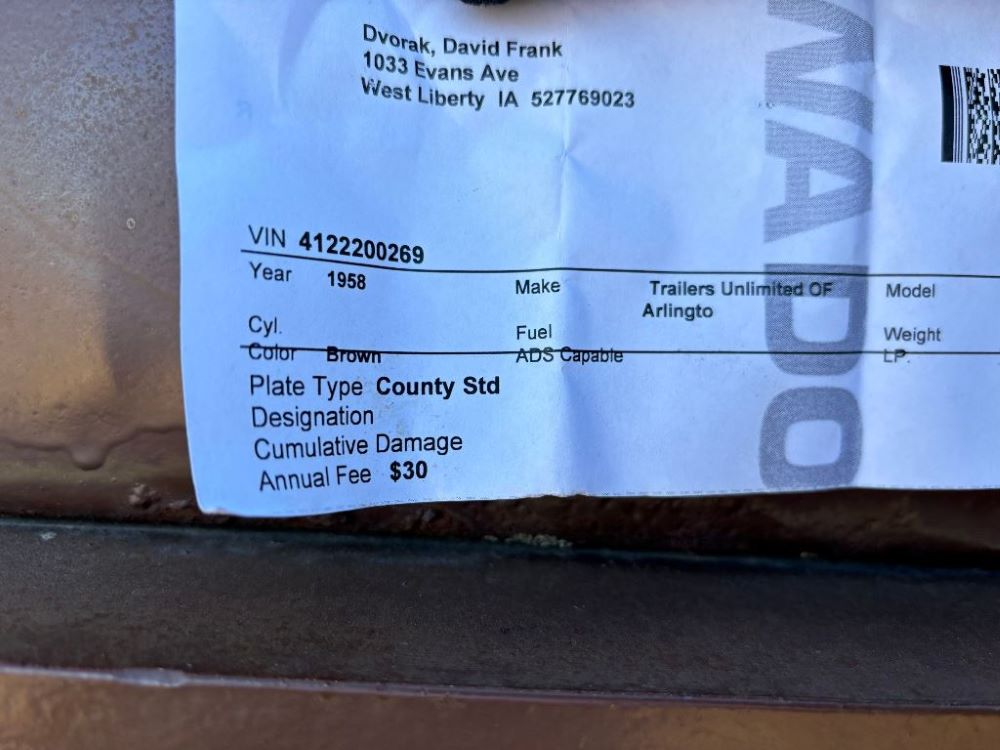 Dvorak, David Frank
1033 Evans Ave
West Liberty IA 527769023
VIN 4122200269
Year 1958 Make Trailers Unlimited OF Arlingto Model
Cyl. Fuel Weight
Color Brown ADS Capable LP.
Plate Type County Std
Designation
Cumulative Damage
Annual Fee $30
WADO